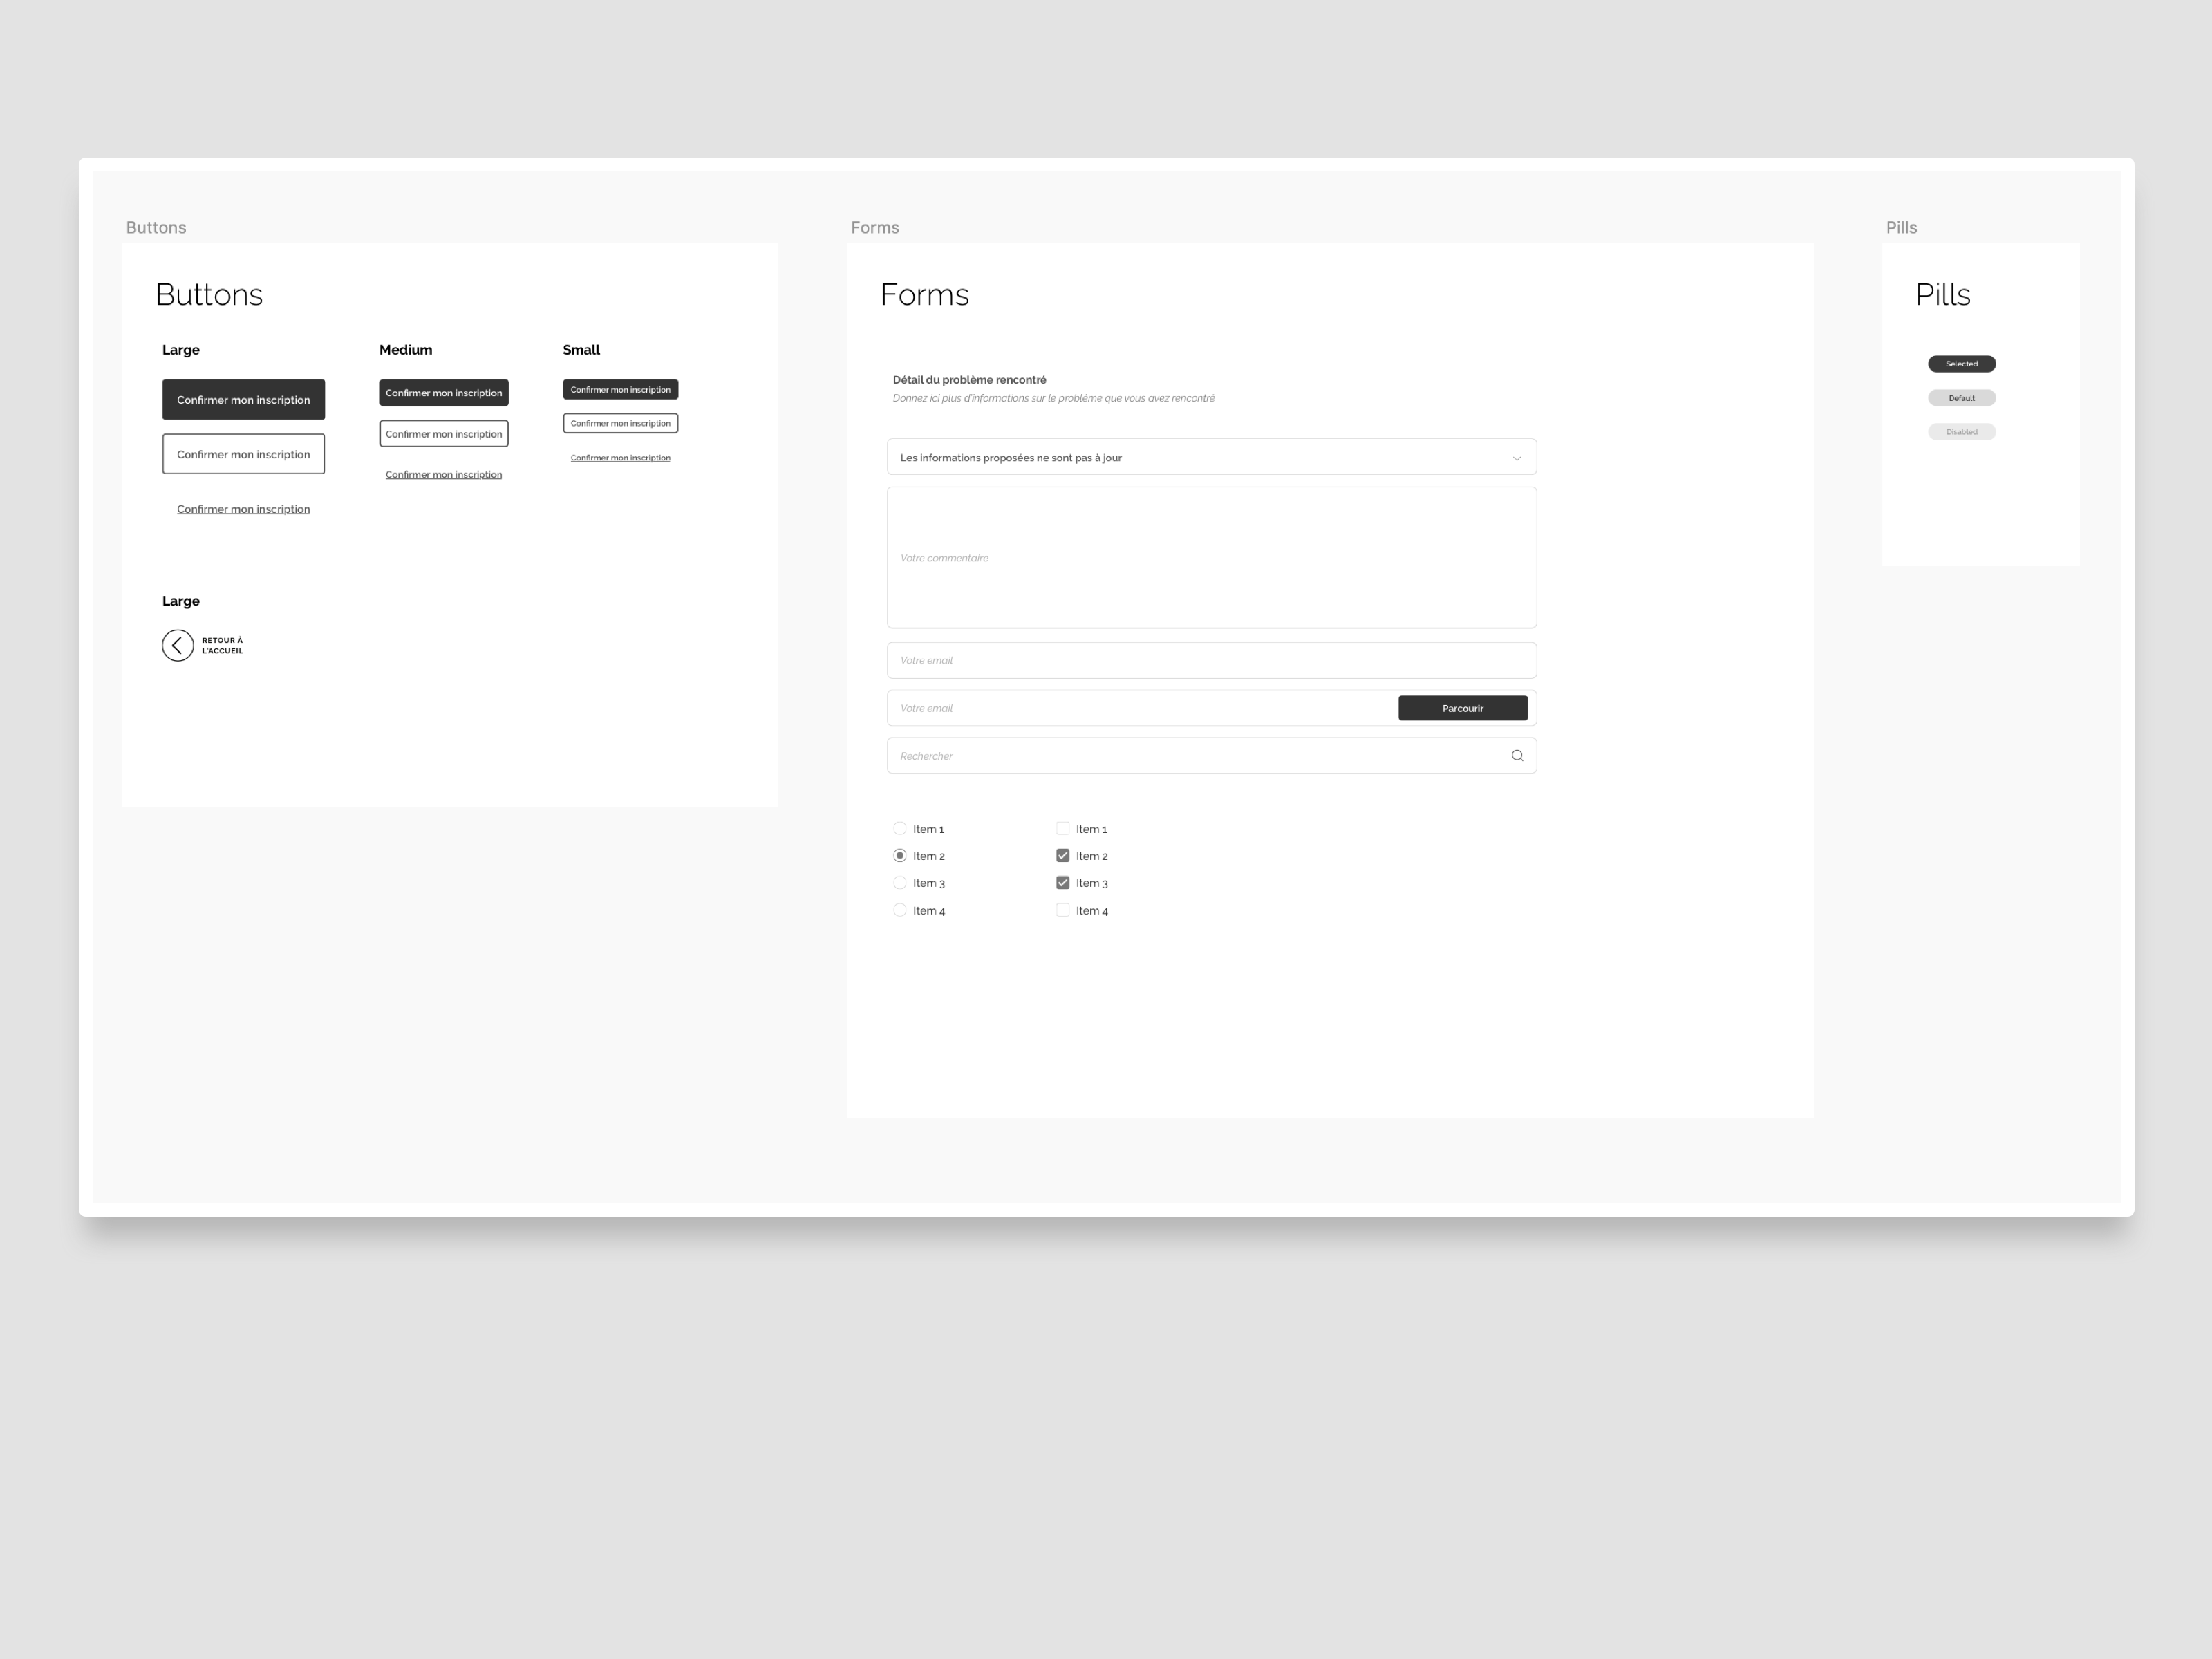 Buttons
Buttons
Large
Medium
Small
Confirmer mon inscription
Confirmer mon inscription
Confirmer mon inscription
Confirmer mon inscription
Confirmer mon inscription
Confirmer mon inscription
Confirmer mon inscription
Confirmer mon inscription
Confirmer mon inscription
Large
RETOUR À
L'ACCUEIL
Forms
Forms
Détail du problème rencontré
Donnez ici plus d'informations sur le problème que vous avez rencontré
Les informations proposées ne sont pas à jour
Votre commentaire
Votre email
Votre email
Parcourir
Rechercher
Item 1
Item 2
Item 3
Item 4
Item 1
Item 2
Item 3
Item 4
Pills
Pills
Selected
Default
Disabled